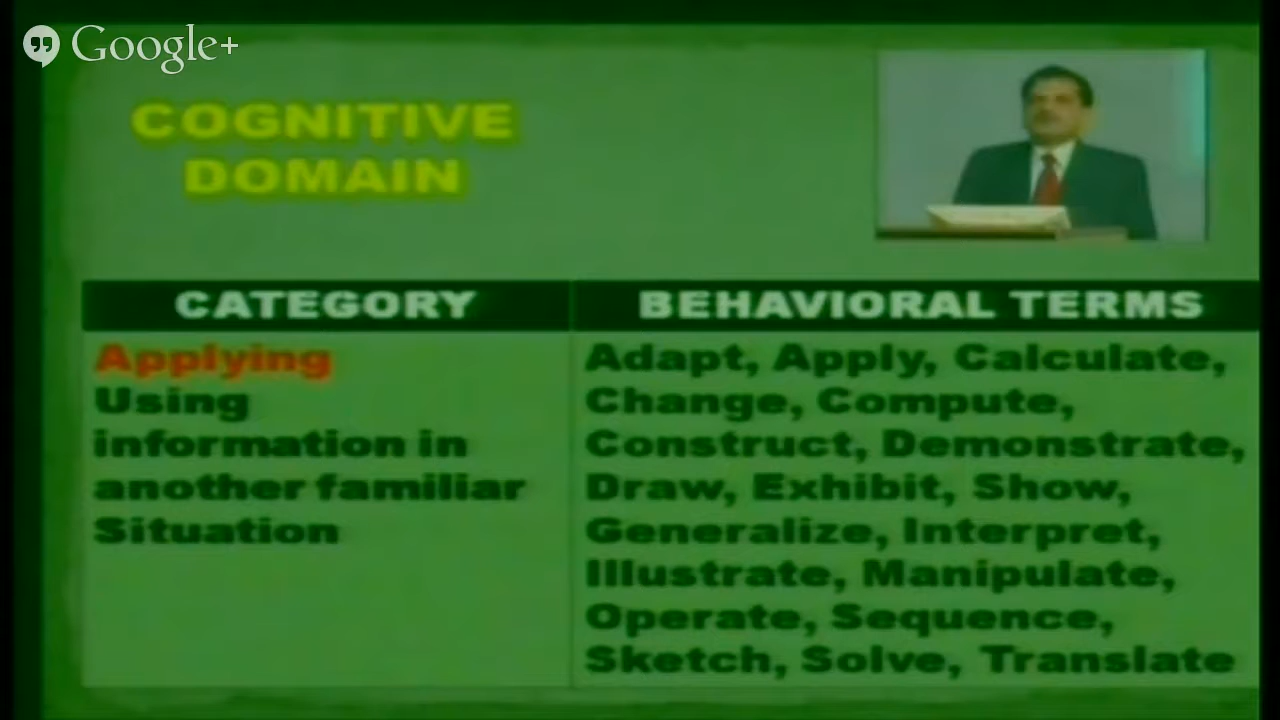 Google+
COGNITIVE
DOMAIN
CATEGORY
BEHAVIORAL TERMS
Applying
Using
information in
another familiar
Situation
Adapt, Apply, Calculate,
Change, Compute,
Construct, Demonstrate,
Draw, Exhibit, Show,
Generalize, Interpret,
Illustrate, Manipulate,
Operate, Sequence,
Sketch, Solve, Translate